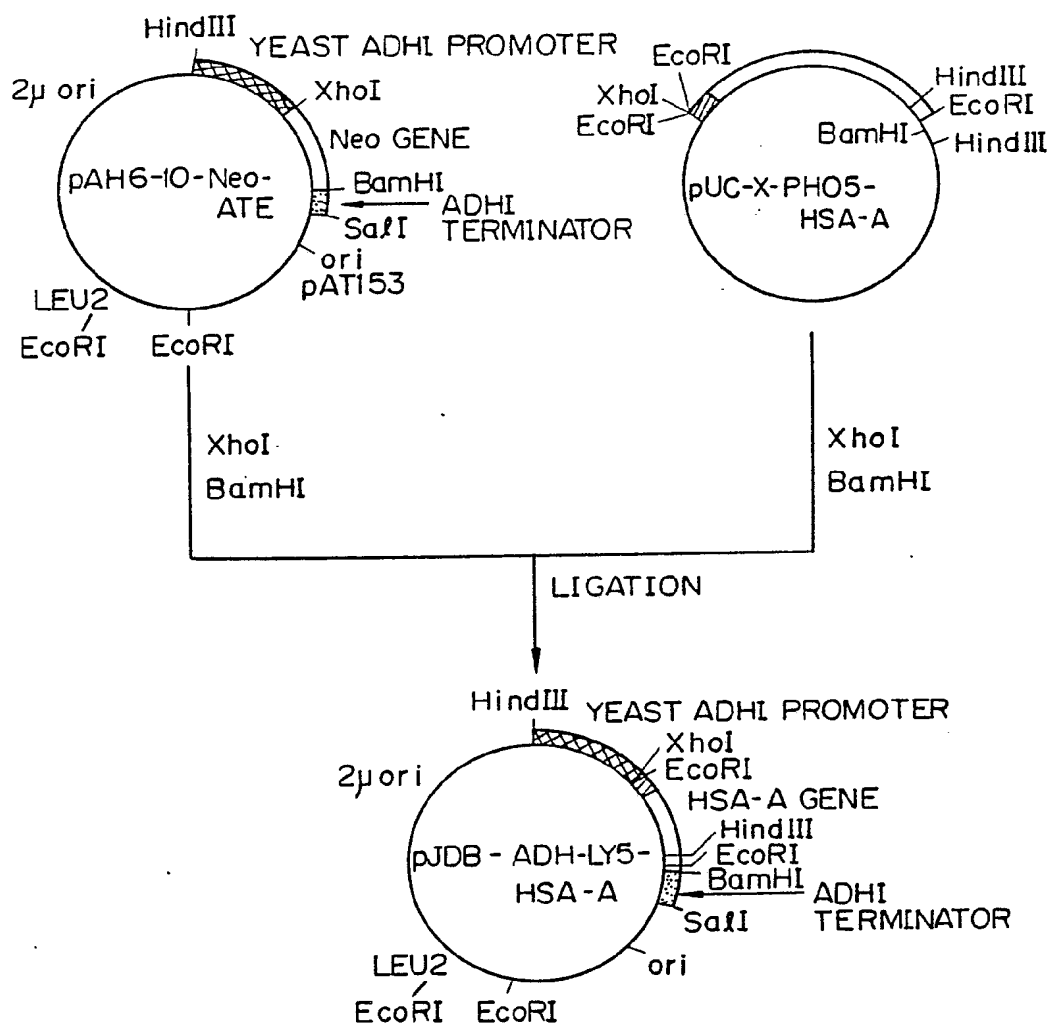 HindIII
YEAST ADHI PROMOTER
2μ ori
XhoI
Neo GENE
pAH6-10-Neo-
ATE
BamHI
ADHI
TERMINATOR
SalI
ori
pAT153
LEU2
EcoRI
EcoRI
EcoRI
XhoI
EcoRI
HindIII
EcoRI
BamHI
HindIII
pUC-X-PHO5-
HSA-A
XhoI
BamHI
XhoI
BamHI
LIGATION
HindIII
YEAST ADHI PROMOTER
XhoI
EcoRI
2μ ori
HSA-A GENE
HindIII
EcoRI
BamHI
pJDB-ADH-LY5-
HSA-A
ADHI
TERMINATOR
SalI
ori
LEU2
EcoRI
EcoRI